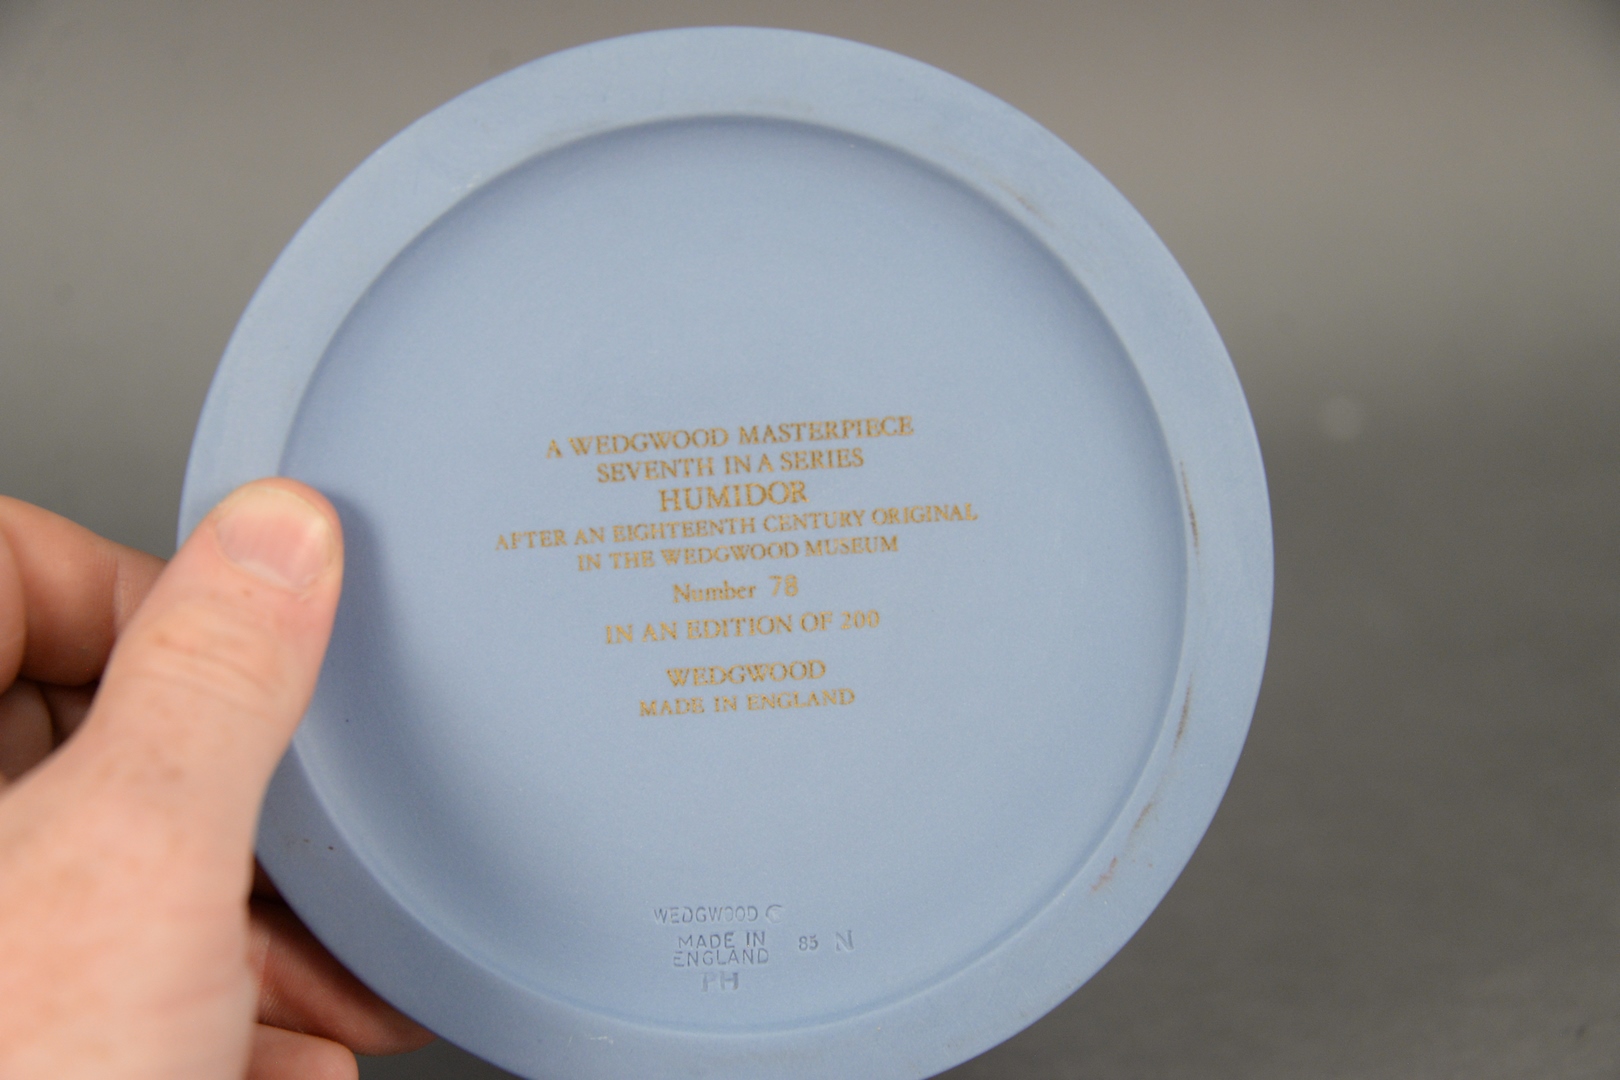 A WEDGWOOD MASTERPIECE
SEVENTH IN A SERIES
HUMIDOR
AFTER AN EIGHTEENTH CENTURY ORIGINAL
IN THE WEDGWOOD MUSEUM
Number 78
IN AN EDITION OF 200
WEDGWOOD
MADE IN ENGLAND
WEDGWOOD
MADE IN 85 N
ENGLAND
PH